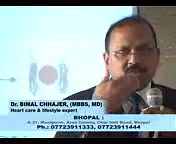 Dr. BIMAL CHHAJER, (MBBS, MD)
Heart care & lifestyle expert
BHOPAL :
Ph.: 07723911333, 07723911444